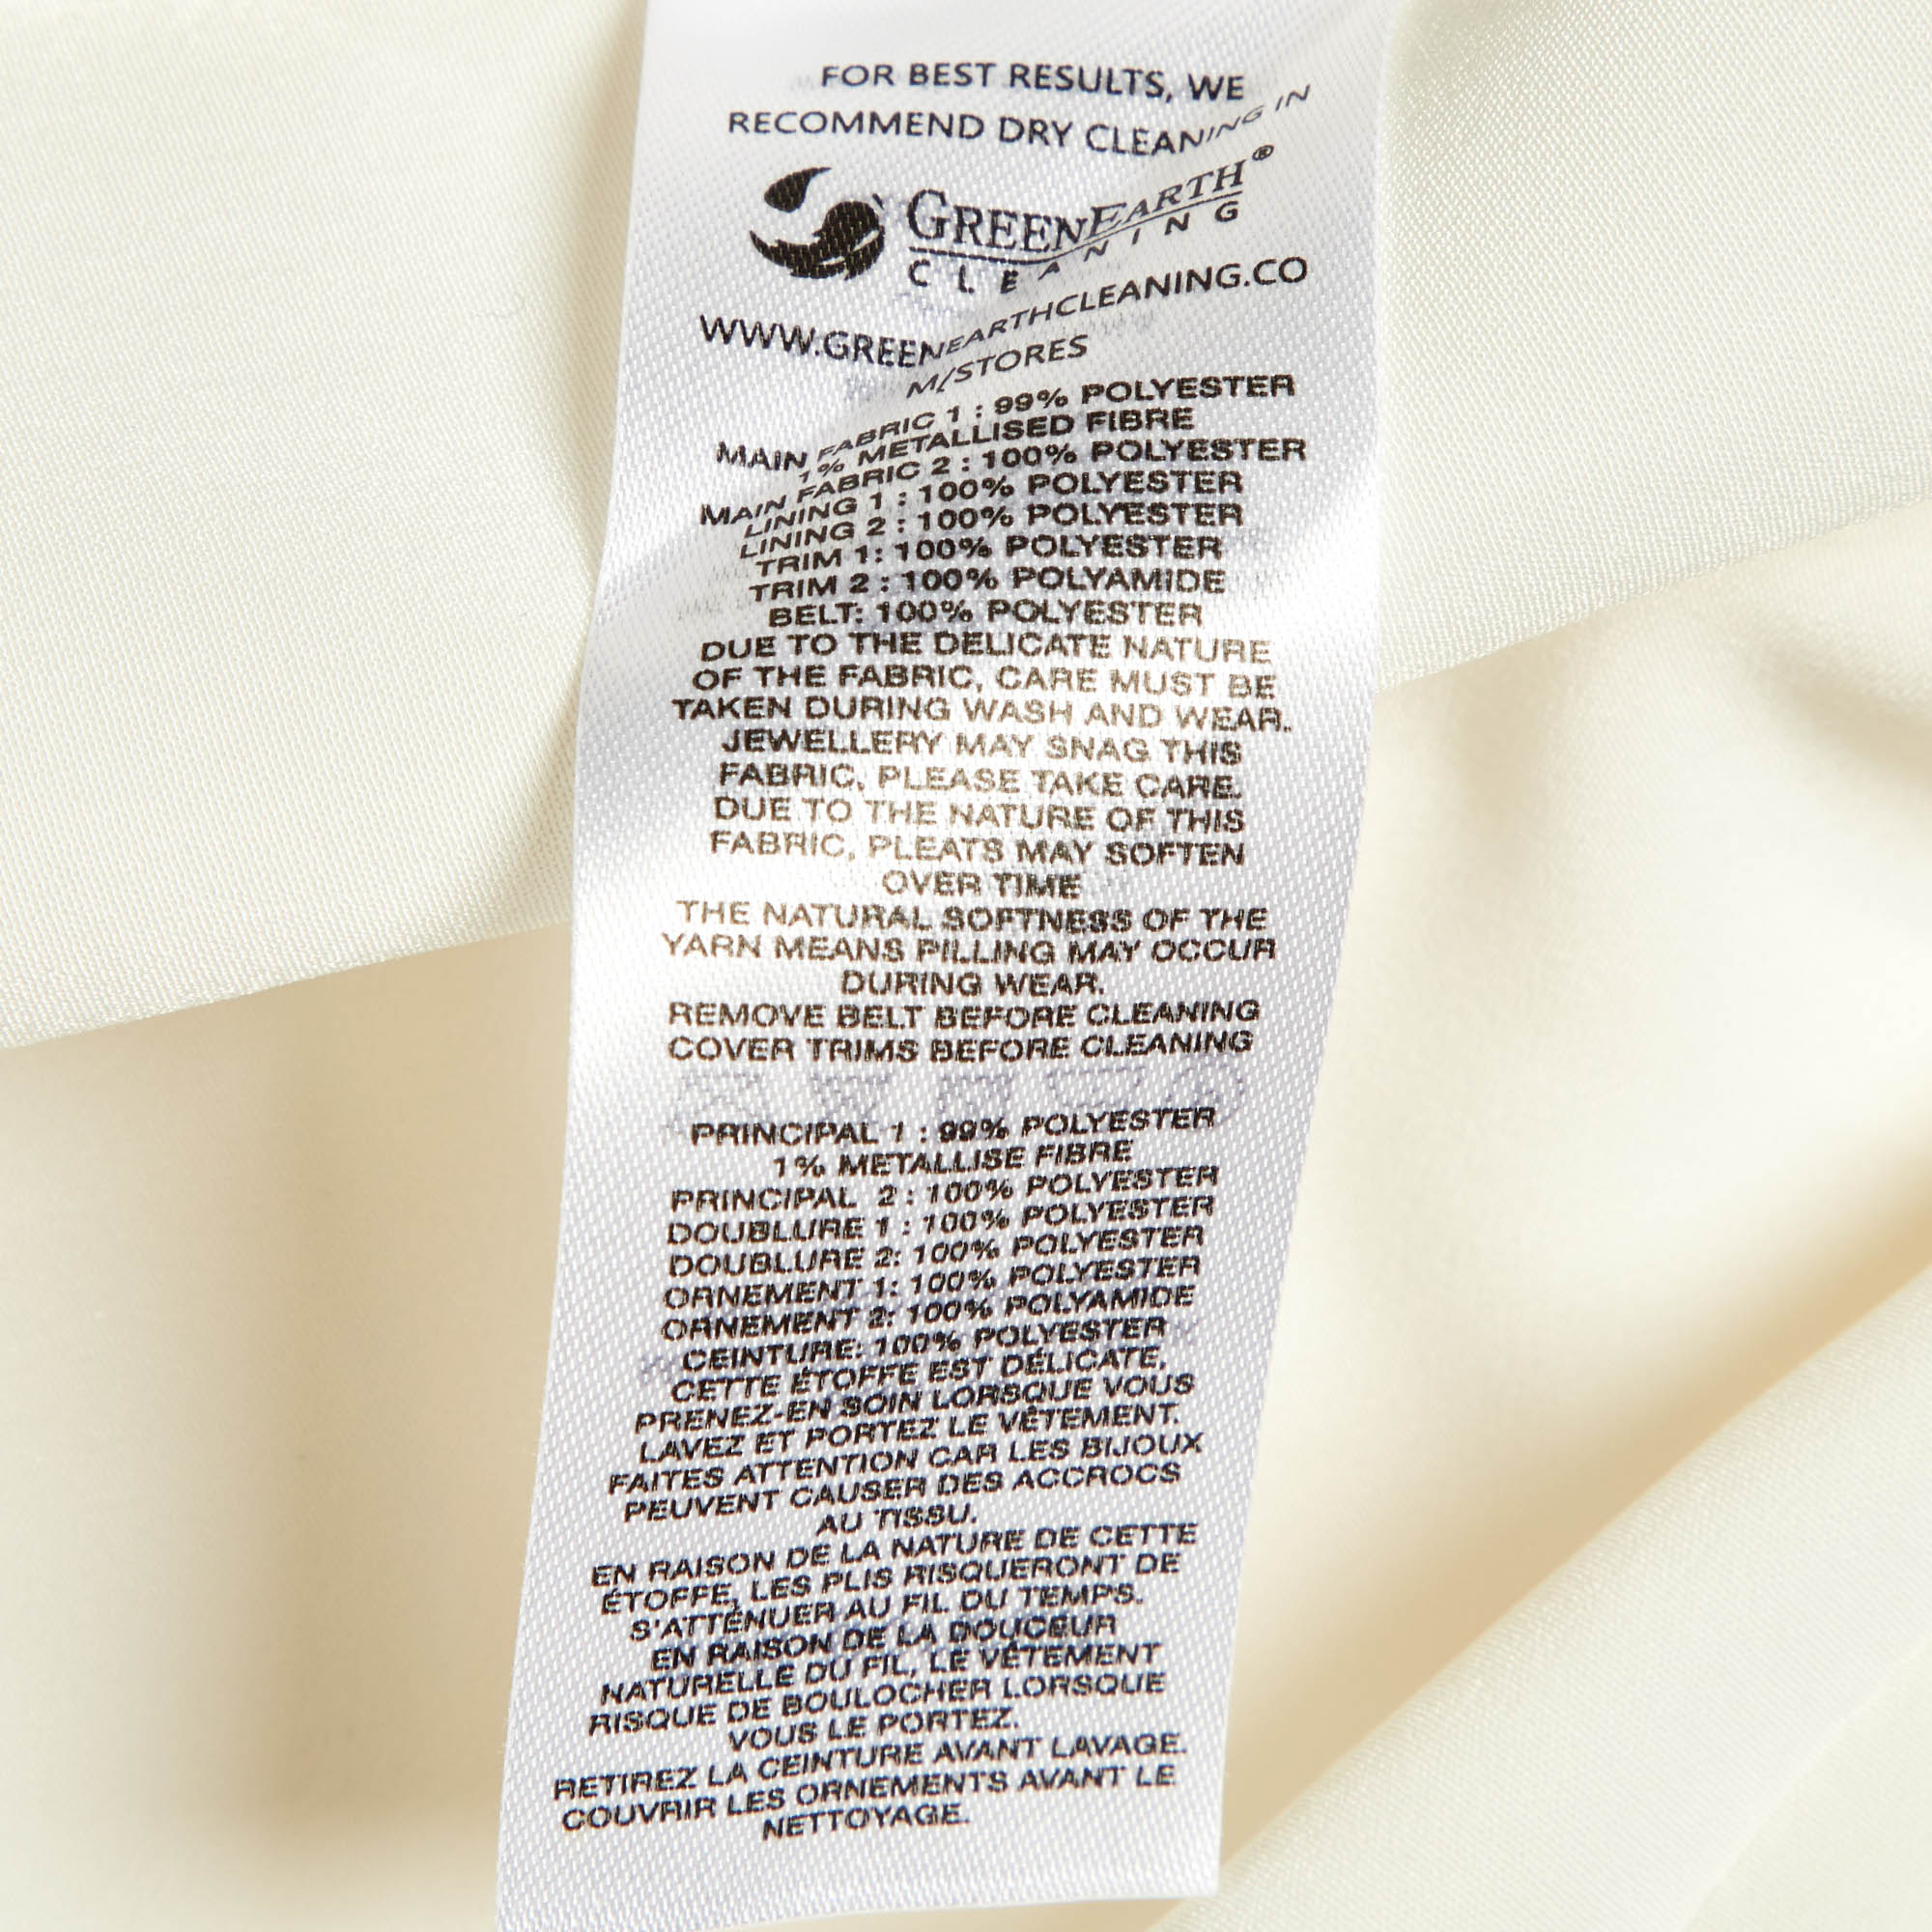 FOR BEST RESULTS, WE
RECOMMEND DRY CLEANING IN
GREENEARTH®
CLEANING
WWW.GREENEARTHCLEANING.CO
M/STORES
MAIN FABRIC 1 : 99% POLYESTER
1% METALLISED FIBRE
MAIN FABRIC 2 : 100% POLYESTER
LINING 1 : 100% POLYESTER
LINING 2 : 100% POLYESTER
TRIM 1: 100% POLYESTER
TRIM 2 : 100% POLYAMIDE
BELT: 100% POLYESTER
DUE TO THE DELICATE NATURE
OF THE FABRIC, CARE MUST BE
TAKEN DURING WASH AND WEAR.
JEWELLERY MAY SNAG THIS
FABRIC, PLEASE TAKE CARE.
DUE TO THE NATURE OF THIS
FABRIC, PLEATS MAY SOFTEN
OVER TIME
THE NATURAL SOFTNESS OF THE
YARN MEANS PILLING MAY OCCUR
DURING WEAR.
REMOVE BELT BEFORE CLEANING
COVER TRIMS BEFORE CLEANING
PRINCIPAL 1 : 99% POLYESTER
1% METALLISE FIBRE
PRINCIPAL 2 : 100% POLYESTER
DOUBLURE 1 : 100% POLYESTER
DOUBLURE 2: 100% POLYESTER
ORNEMENT 1: 100% POLYESTER
ORNEMENT 2: 100% POLYAMIDE
CEINTURE: 100% POLYESTER
CETTE ÉTOFFE EST DÉLICATE,
PRENEZ-EN SOIN LORSQUE VOUS
LAVEZ ET PORTEZ LE VÊTEMENT.
FAITES ATTENTION CAR LES BIJOUX
PEUVENT CAUSER DES ACCROCS
AU TISSU.
EN RAISON DE LA NATURE DE CETTE
ÉTOFFE, LES PLIS RISQUERONT DE
S'ATTÉNUER AU FIL DU TEMPS.
EN RAISON DE LA DOUCEUR
NATURELLE DU FIL, LE VÊTEMENT
RISQUE DE BOULOCHER LORSQUE
VOUS LE PORTEZ.
RETIREZ LA CEINTURE AVANT LAVAGE.
COUVRIR LES ORNEMENTS AVANT LE
NETTOYAGE.